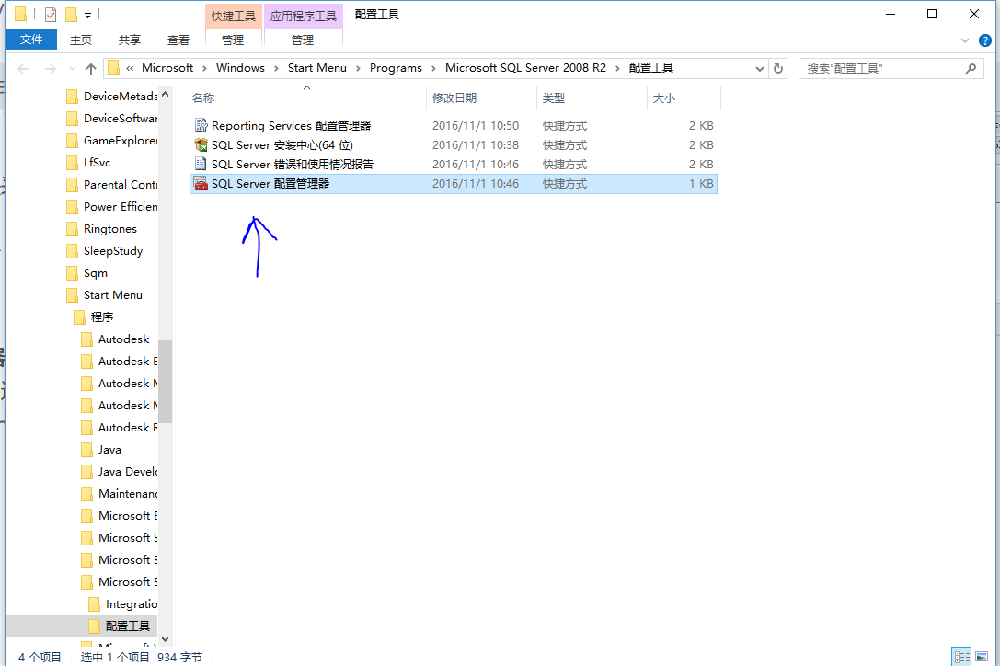 快捷工具 应用程序工具 配置工具
文件 主页 共享 查看 管理 管理
« Microsoft › Windows › Start Menu › Programs › Microsoft SQL Server 2008 R2 › 配置工具
搜索"配置工具"
名称 修改日期 类型 大小
Reporting Services 配置管理器 2016/11/1 10:50 快捷方式 2 KB
SQL Server 安装中心(64 位) 2016/11/1 10:38 快捷方式 2 KB
SQL Server 错误和使用情况报告 2016/11/1 10:46 快捷方式 2 KB
SQL Server 配置管理器 2016/11/1 10:46 快捷方式 1 KB
DeviceMetada
DeviceSoftwar
GameExplorer
LfSvc
Parental Contr
Power Efficien
Ringtones
SleepStudy
Sqm
Start Menu
程序
Autodesk
Autodesk E
Autodesk M
Autodesk M
Autodesk R
Java
Java Develo
Maintenanc
Microsoft E
Microsoft S
Microsoft S
Microsoft S
Integratio
配置工具
4 个项目 选中 1 个项目 934 字节